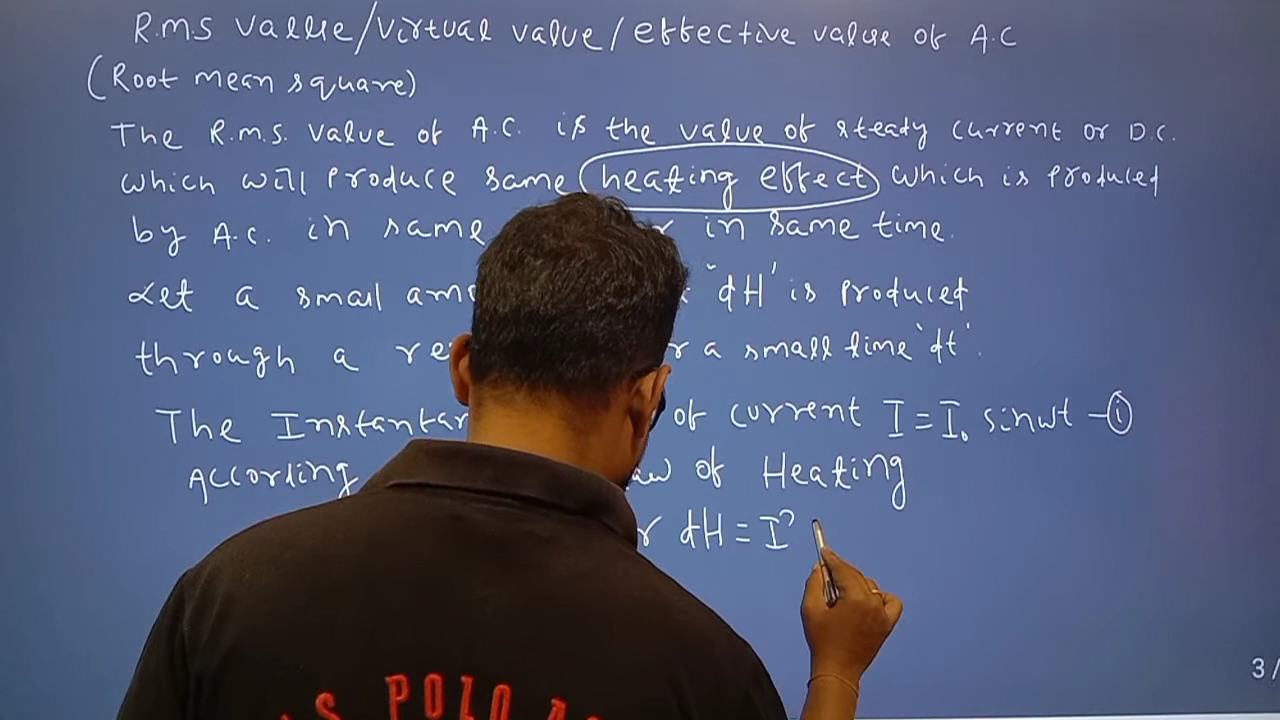 R.M.S value/virtual value/effective value of A.C
(Root mean square)
The R.M.S. value of A.C. is the value of steady current or D.C.
which will produce same heating effect which is produced
by A.C. in same in same time.
Let a small 'dH' is produced
through a a small time 'dt'.
The of current I = I₀ sinωt - ①
According of Heating
dH = I²
POLO
3/